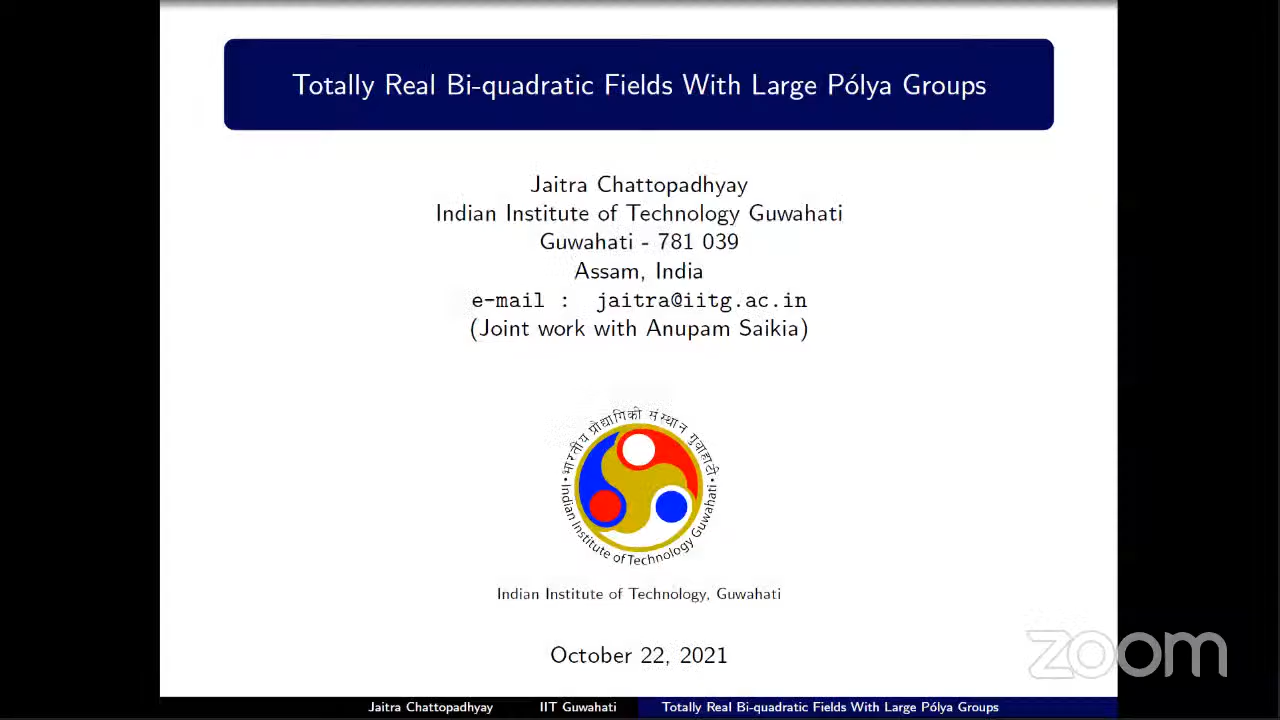 Totally Real Bi-quadratic Fields With Large Pólya Groups
Jaitra Chattopadhyay
Indian Institute of Technology Guwahati
Guwahati - 781 039
Assam, India
e-mail : jaitra@iitg.ac.in
(Joint work with Anupam Saikia)
भारतीय प्रौद्योगिकी संस्थान गुवाहाटी
Indian Institute of Technology Guwahati
Indian Institute of Technology, Guwahati
October 22, 2021
zoom
Jaitra Chattopadhyay IIT Guwahati Totally Real Bi-quadratic Fields With Large Pólya Groups